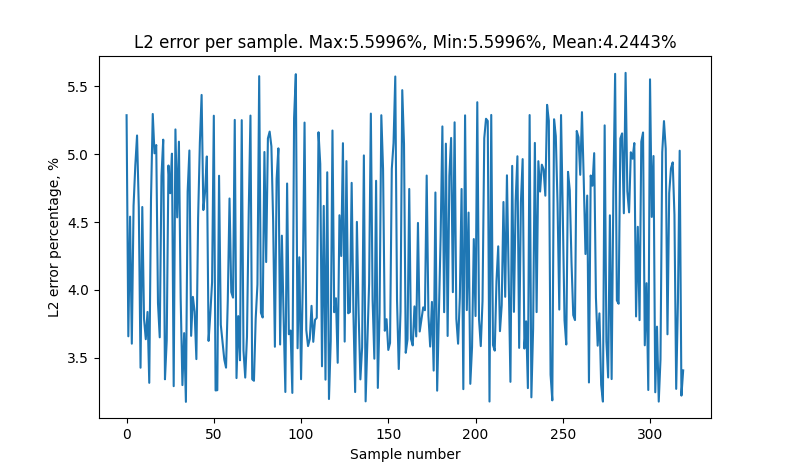 L2 error per sample. Max:5.5996%, Min:5.5996%, Mean:4.2443%
L2 error percentage, %
5.5
5.0
4.5
4.0
3.5
0 50 100 150 200 250 300
Sample number